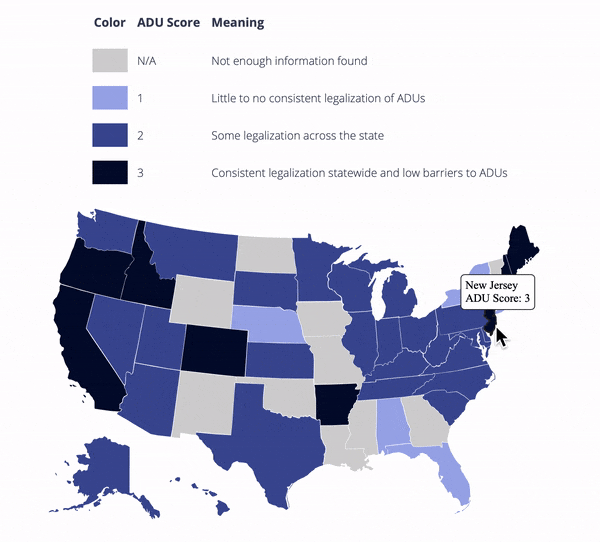 Color ADU Score Meaning
N/A Not enough information found
1 Little to no consistent legalization of ADUs
2 Some legalization across the state
3 Consistent legalization statewide and low barriers to ADUs
New Jersey
ADU Score: 3